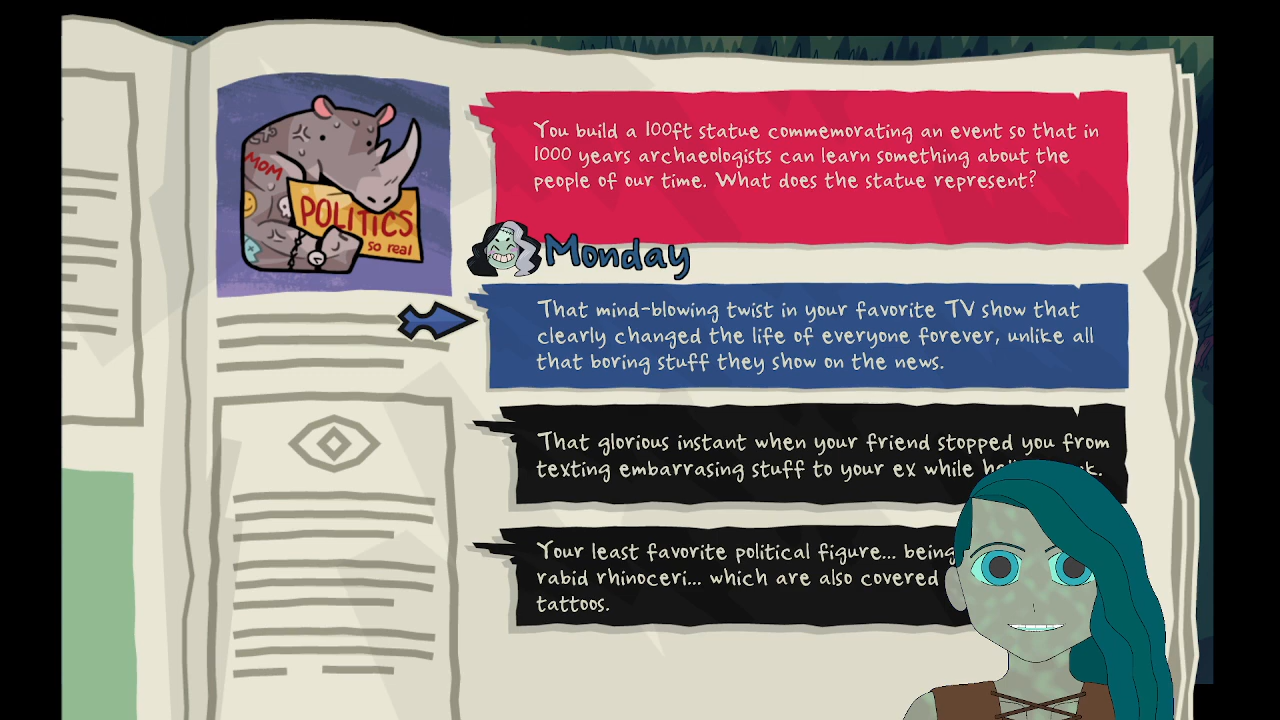 MOM
POLITICS
so real
You build a 100ft statue commemorating an event so that in
1000 years archaeologists can learn something about the
people of our time. What does the statue represent?
Monday
That mind-blowing twist in your favorite TV show that
clearly changed the life of everyone forever, unlike all
that boring stuff they show on the news.
That glorious instant when your friend stopped you from
texting embarrasing stuff to your ex while
Your least favorite political figure... being
rabid rhinoceri... which are also covered
tattoos.